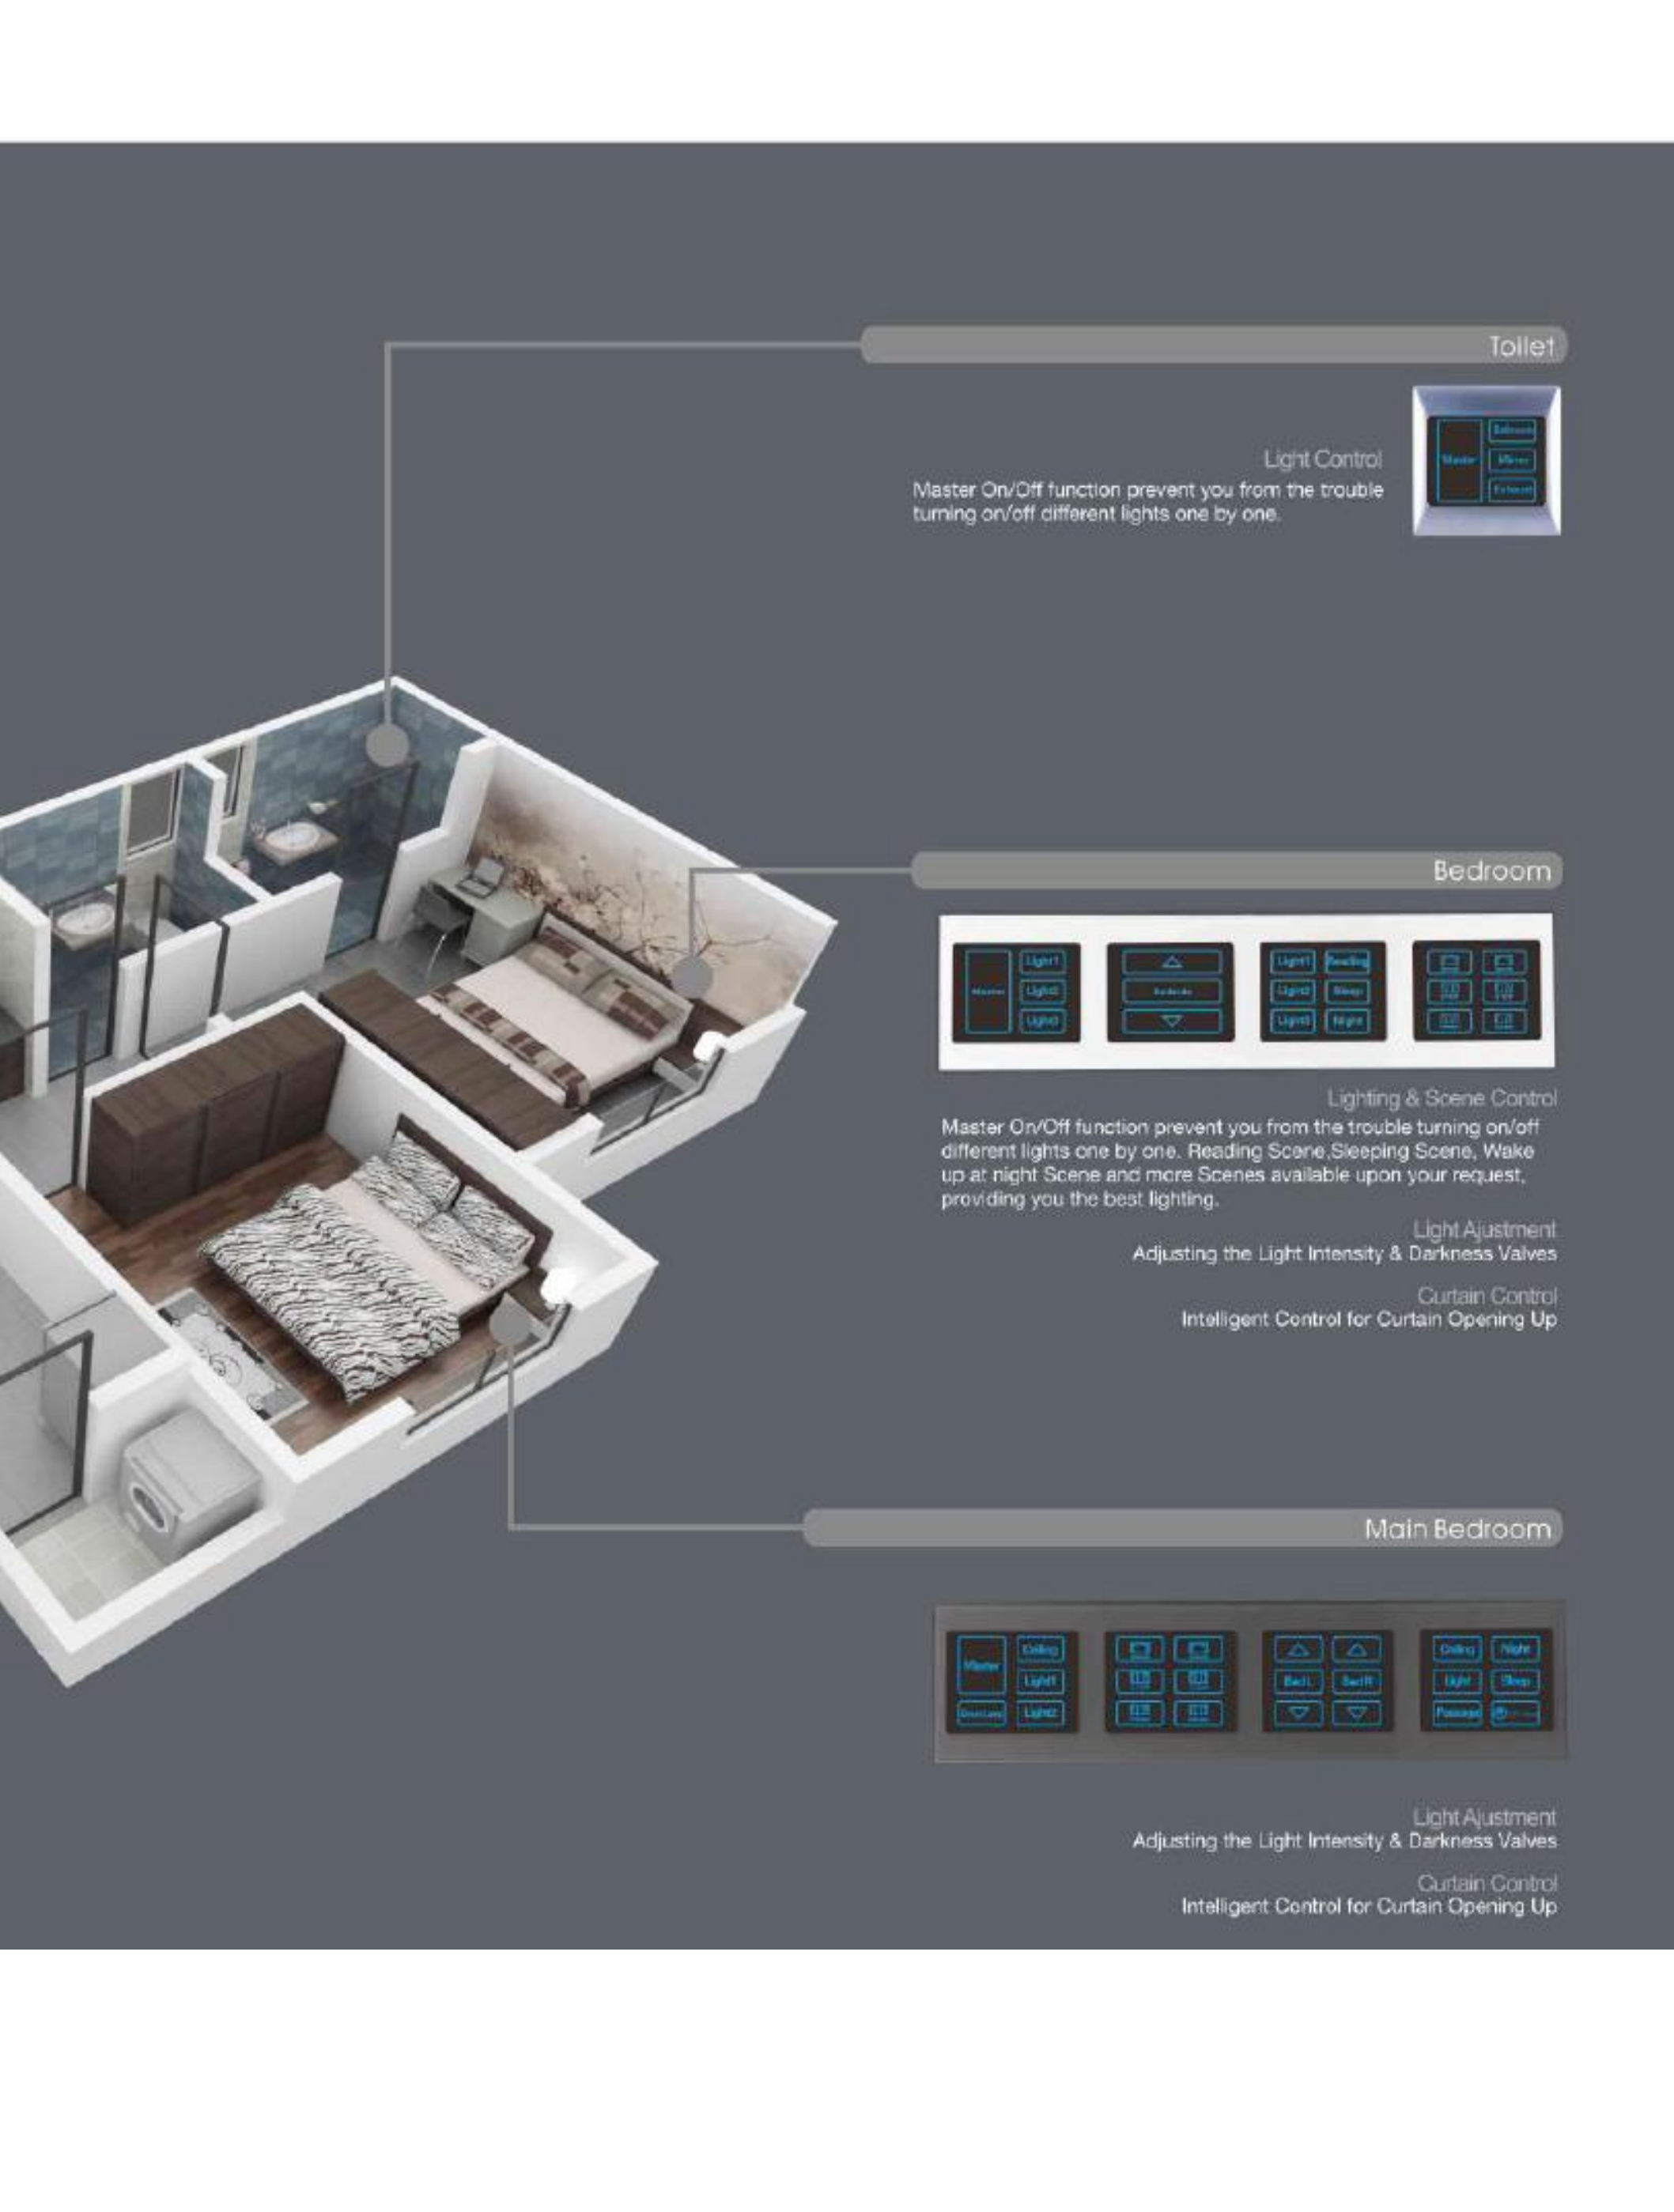 Toilet
Master
Mirror
Exhaust
Light Control
Master On/Off function prevent you from the trouble
turning on/off different lights one by one.
Bedroom
Master
Light1
Light2
Light3
Light1 Reading
Light2 Sleep
Light3 Night
Lighting & Scene Control
Master On/Off function prevent you from the trouble turning on/off
different lights one by one. Reading Scene,Sleeping Scene, Wake
up at night Scene and more Scenes available upon your request,
providing you the best lighting.
Light Ajustment
Adjusting the Light Intensity & Darkness Valves
Curtain Control
Intelligent Control for Curtain Opening Up
Main Bedroom
Master
Ceiling
Light1
Light2
Bed L Bed R
Ceiling Night
Light Sleep
Passage
Light Ajustment
Adjusting the Light Intensity & Darkness Valves
Curtain Control
Intelligent Control for Curtain Opening Up